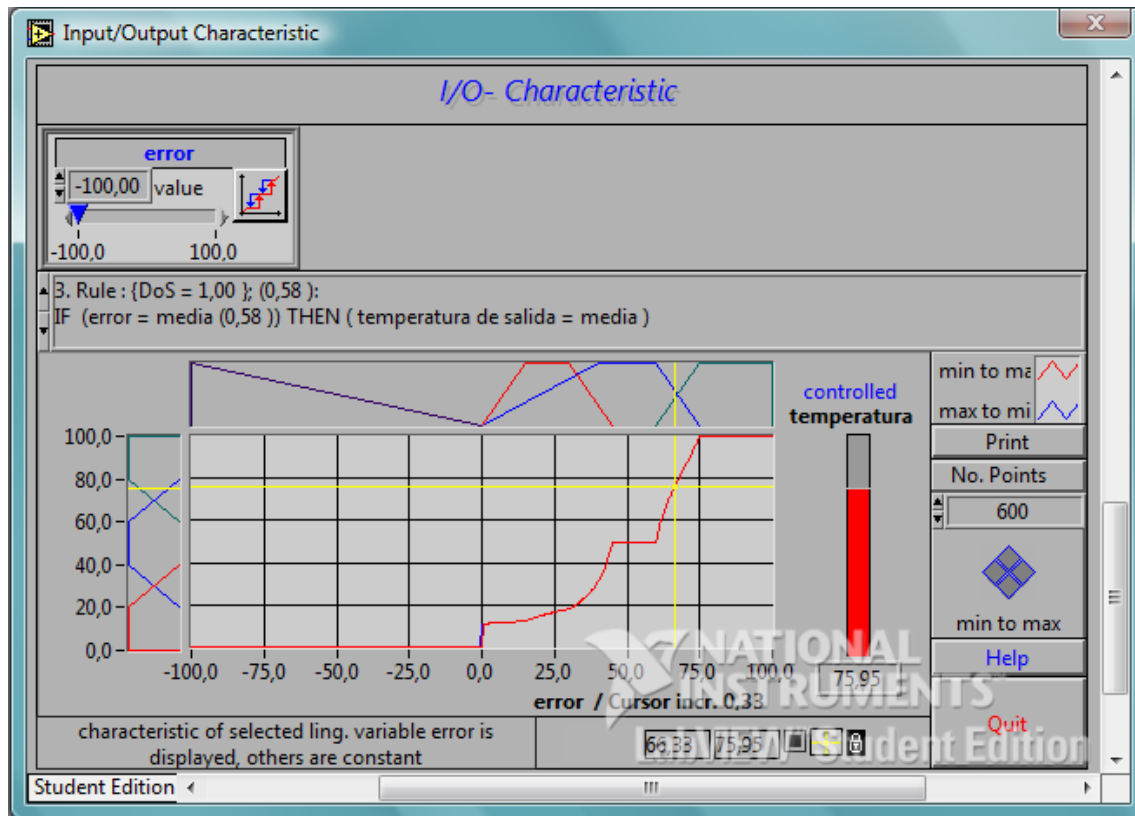 Input/Output Characteristic
I/O- Characteristic
error
-100,00 value
-100,0 100,0
3. Rule : {DoS = 1,00 }; (0,58 ):
IF (error = media (0,58 )) THEN ( temperatura de salida = media )
min to ma
max to mi
Print
No. Points
600
min to max
Help
Quit
controlled
temperatura
75,95
100,0
80,0
60,0
40,0
20,0
0,0
-100,0 -75,0 -50,0 -25,0 0,0 25,0 50,0 75,0 100,0
error / Cursor incr. 0,33
NATIONAL
INSTRUMENTS
LabVIEW Student Edition
characteristic of selected ling. variable error is
displayed, others are constant
66,33 75,95
Student Edition